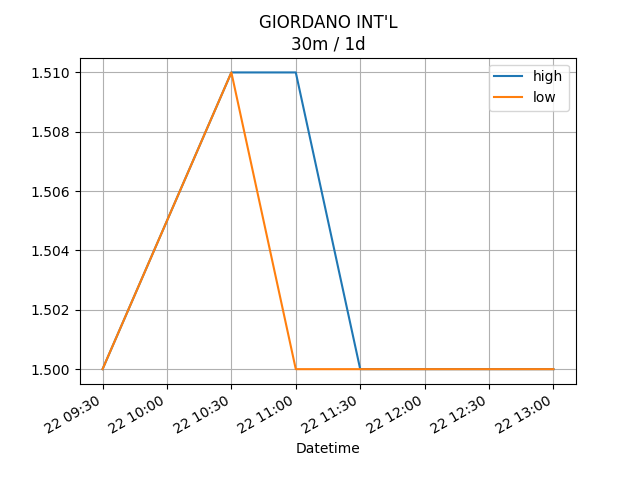 GIORDANO INT'L
30m / 1d
high
low
1.510
1.508
1.506
1.504
1.502
1.500
22 09:30
22 10:00
22 10:30
22 11:00
22 11:30
22 12:00
22 12:30
22 13:00
Datetime